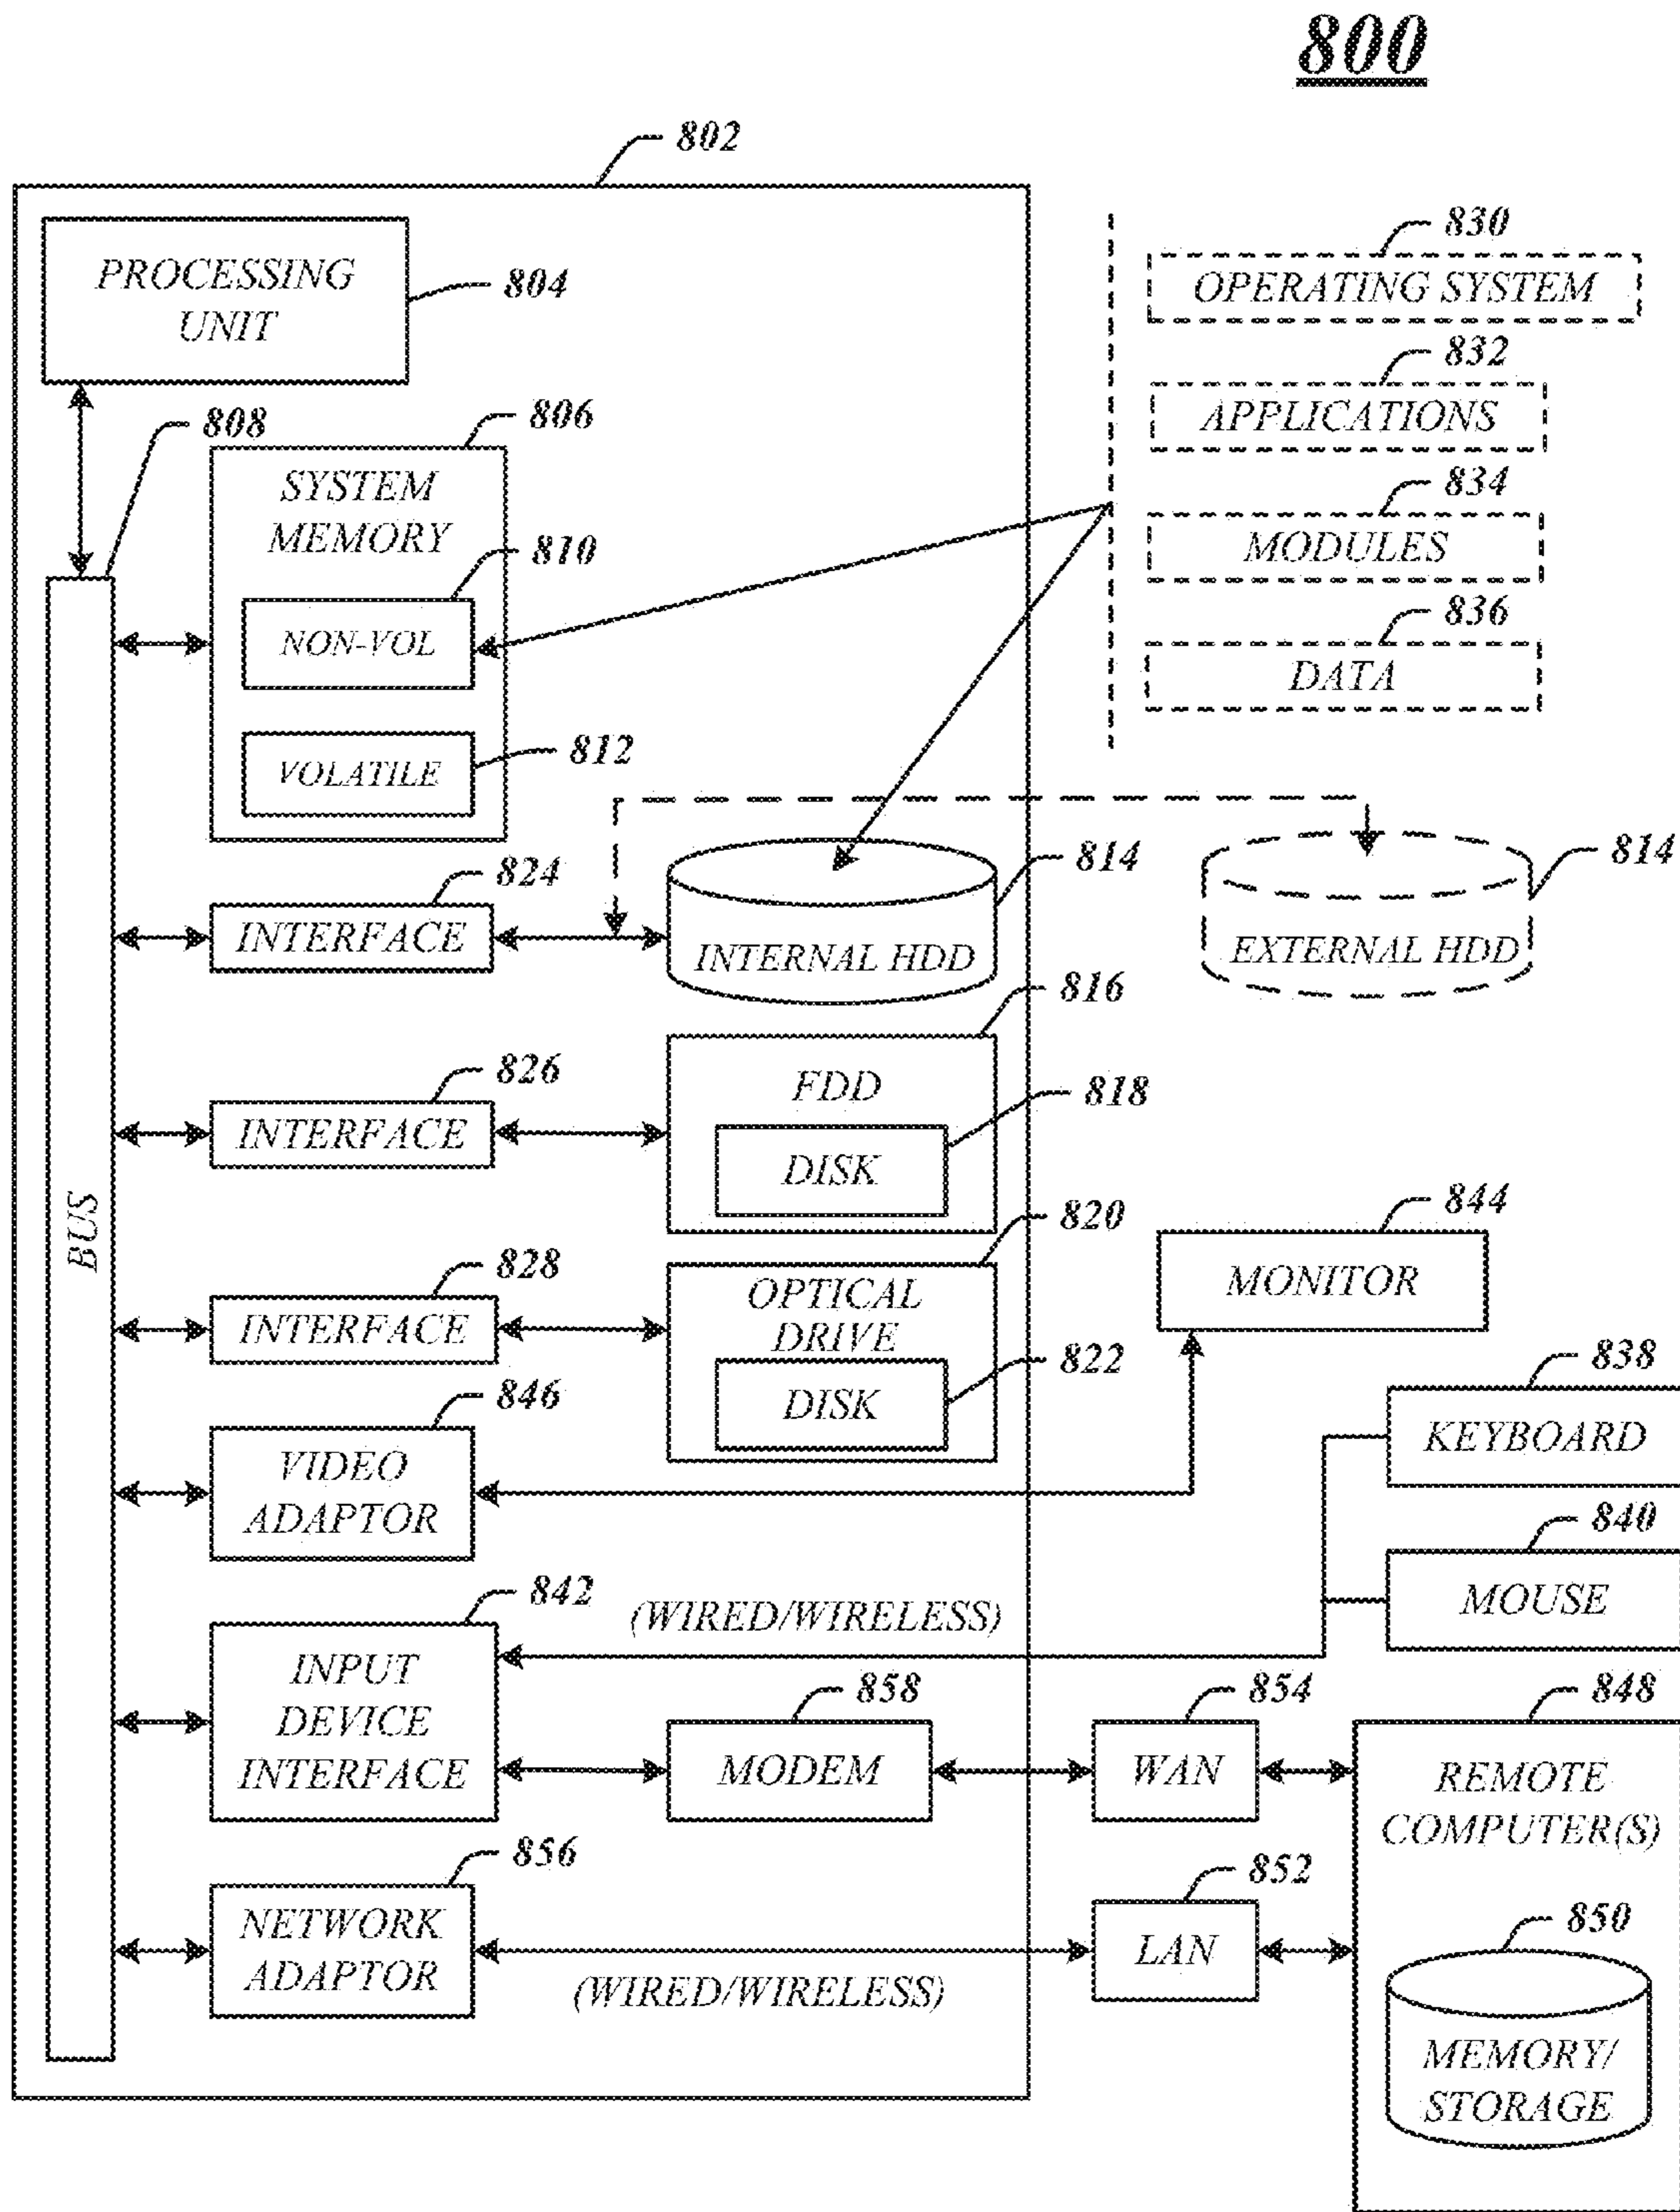 800
802
PROCESSING
UNIT
804
830
OPERATING SYSTEM
832
APPLICATIONS
834
MODULES
836
DATA
808
806
SYSTEM
MEMORY
810
NON-VOL
812
VOLATILE
BUS
824
INTERFACE
814
INTERNAL HDD
814
EXTERNAL HDD
826
INTERFACE
816
FDD
818
DISK
828
INTERFACE
820
OPTICAL
DRIVE
822
DISK
844
MONITOR
846
VIDEO
ADAPTOR
838
KEYBOARD
840
MOUSE
842
INPUT
DEVICE
INTERFACE
(WIRED/WIRELESS)
858
MODEM
854
WAN
848
REMOTE
COMPUTER(S)
856
NETWORK
ADAPTOR
(WIRED/WIRELESS)
852
LAN
850
MEMORY/
STORAGE